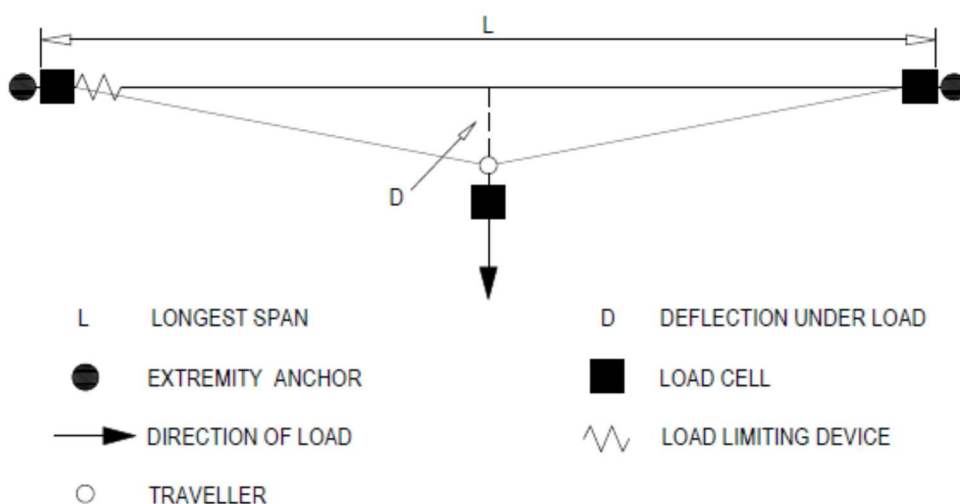 L
D
L LONGEST SPAN
D DEFLECTION UNDER LOAD
EXTREMITY ANCHOR
LOAD CELL
DIRECTION OF LOAD
LOAD LIMITING DEVICE
TRAVELLER